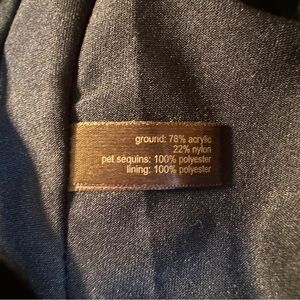 ground: 78% acrylic
22% nylon
pet sequins: 100% polyester
lining: 100% polyester